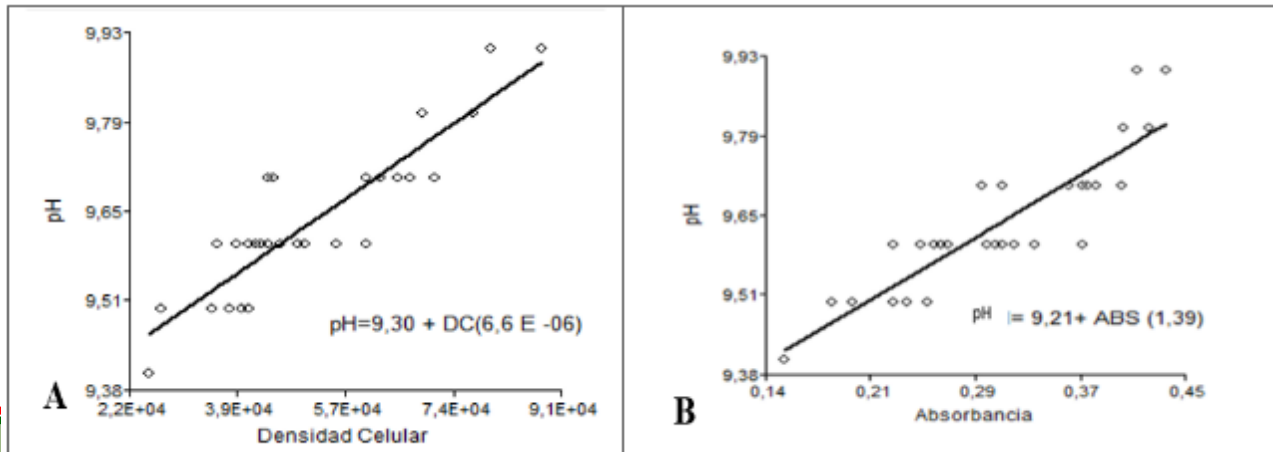 9,93
9,79
9,65
9,51
9,38
pH
2,2E+04 3,9E+04 5,7E+04 7,4E+04 9,1E+04
Densidad Celular
pH=9,30 + DC(6,6 E -06)
A
9,93
9,79
9,65
9,51
9,38
pH
0,14 0,21 0,29 0,37 0,45
Absorbancia
pH = 9,21+ ABS (1,39)
B